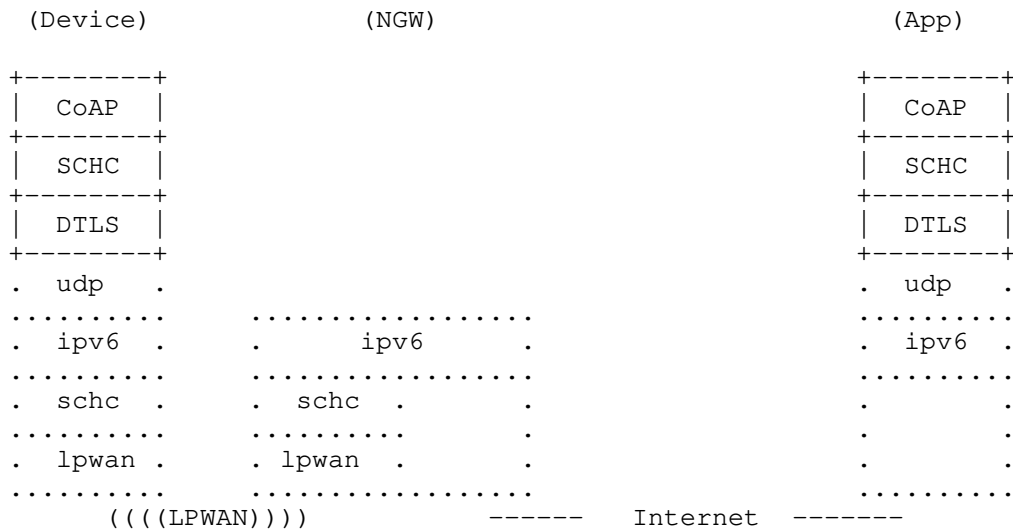 (Device) (NGW) (App)
CoAP CoAP
SCHC SCHC
DTLS DTLS
udp udp
ipv6 ipv6 ipv6
schc schc
lpwan lpwan
((((LPWAN)))) ------ Internet -------